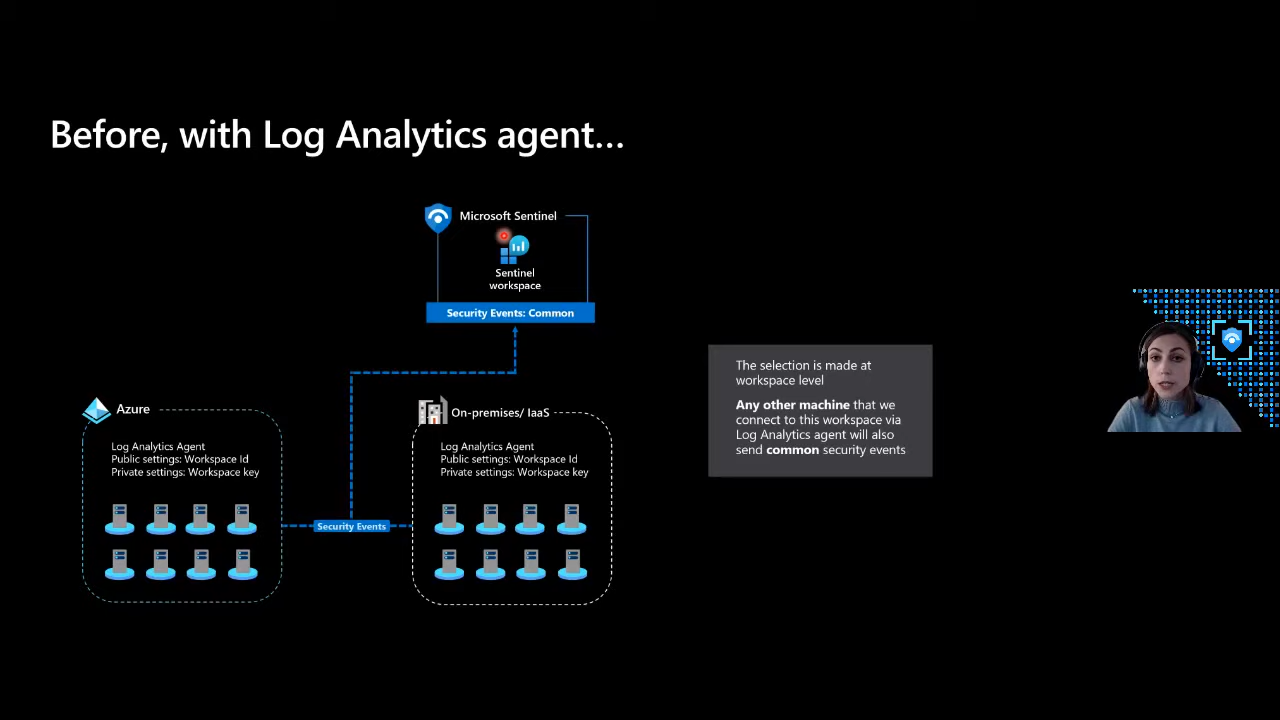 Before, with Log Analytics agent...
Microsoft Sentinel
Sentinel
workspace
Security Events: Common
The selection is made at
workspace level
Any other machine that we
connect to this workspace via
Log Analytics agent will also
send common security events
Azure
Log Analytics Agent
Public settings: Workspace Id
Private settings: Workspace key
Security Events
On-premises/ IaaS
Log Analytics Agent
Public settings: Workspace Id
Private settings: Workspace key